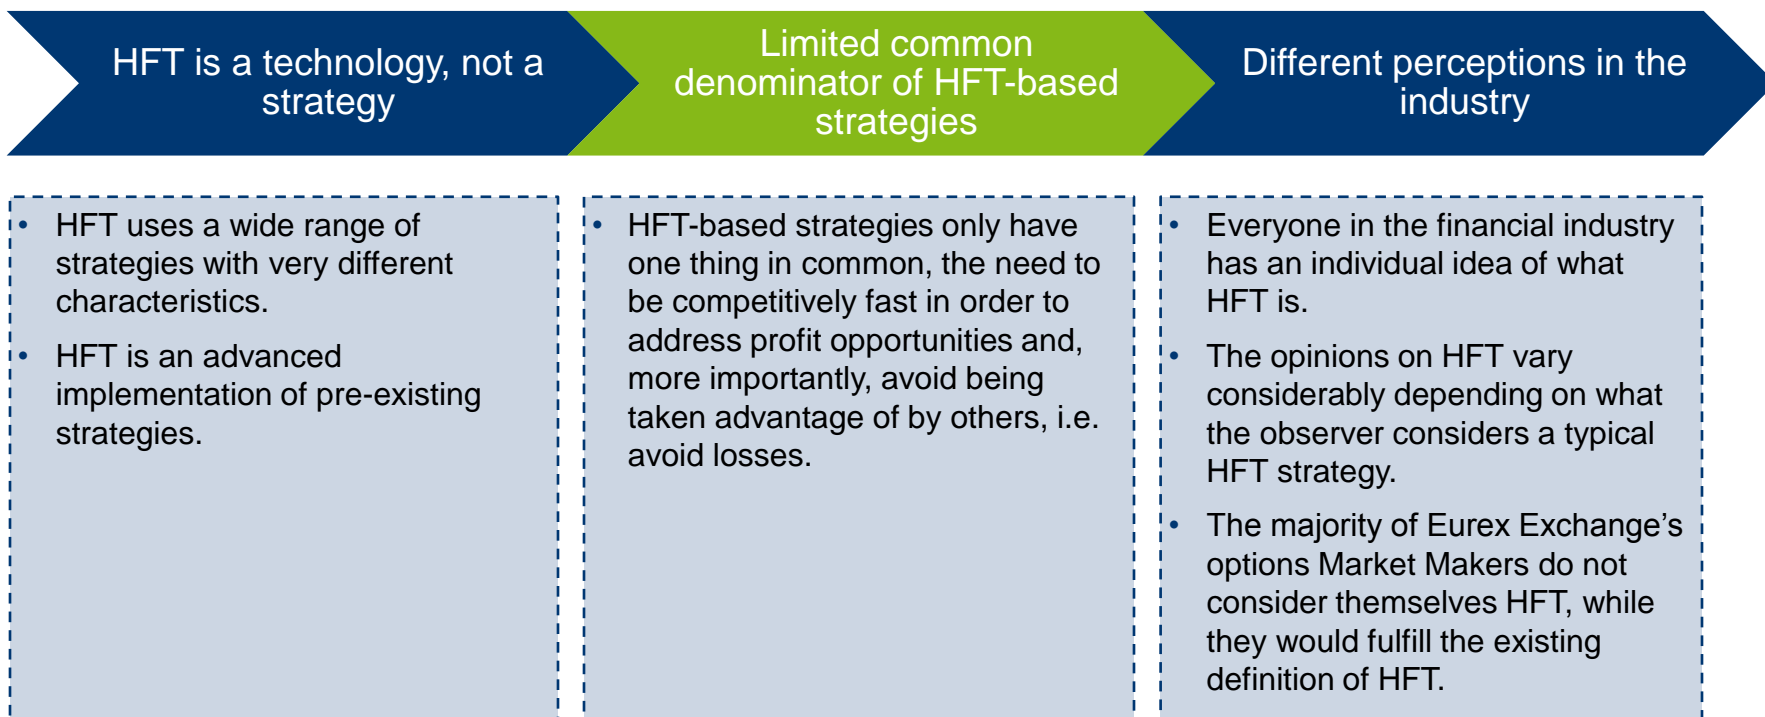 HFT is a technology, not a
strategy
Limited common
denominator of HFT-based
strategies
Different perceptions in the
industry
• HFT uses a wide range of
strategies with very different
characteristics.
• HFT is an advanced
implementation of pre-existing
strategies.
• HFT-based strategies only have
one thing in common, the need to
be competitively fast in order to
address profit opportunities and,
more importantly, avoid being
taken advantage of by others, i.e.
avoid losses.
• Everyone in the financial industry
has an individual idea of what
HFT is.
• The opinions on HFT vary
considerably depending on what
the observer considers a typical
HFT strategy.
• The majority of Eurex Exchange’s
options Market Makers do not
consider themselves HFT, while
they would fulfill the existing
definition of HFT.